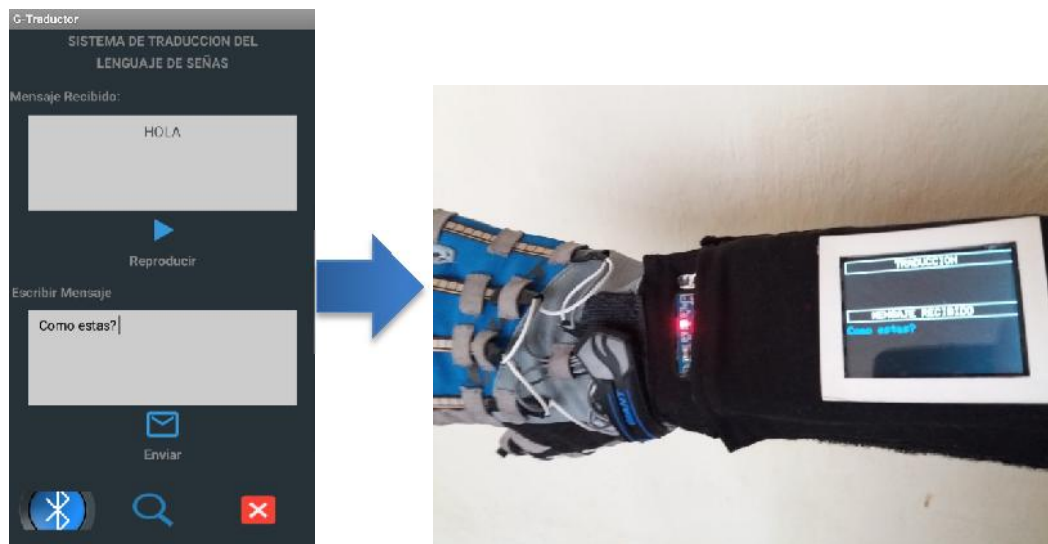 G-Traductor
SISTEMA DE TRADUCCION DEL
LENGUAJE DE SEÑAS
Mensaje Recibido:
HOLA
Reproducir
Escribir Mensaje
Como estas?
Enviar
TRADUCCION
MENSAJE RECIBIDO
Como estas?